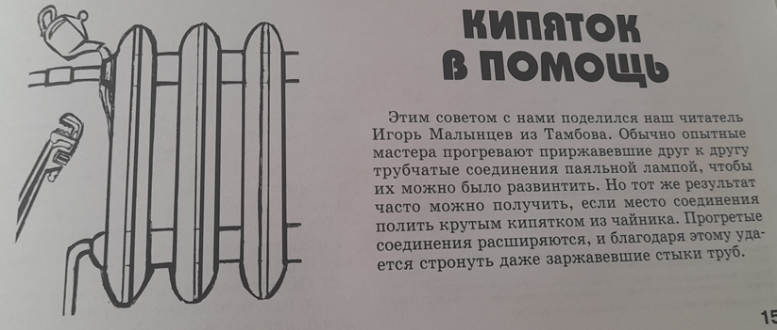 КИПЯТОК
В ПОМОЩЬ
Этим советом с нами поделился наш читатель
Игорь Малынцев из Тамбова. Обычно опытные
мастера прогревают приржавевшие друг к другу
трубчатые соединения паяльной лампой, чтобы
их можно было развинтить. Но тот же результат
часто можно получить, если место соединения
полить крутым кипятком из чайника. Прогретые
соединения расширяются, и благодаря этому уда-
ется стронуть даже заржавевшие стыки труб.
15